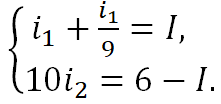 i₁ + i₁/9 = I,
10i₂ = 6 − I.